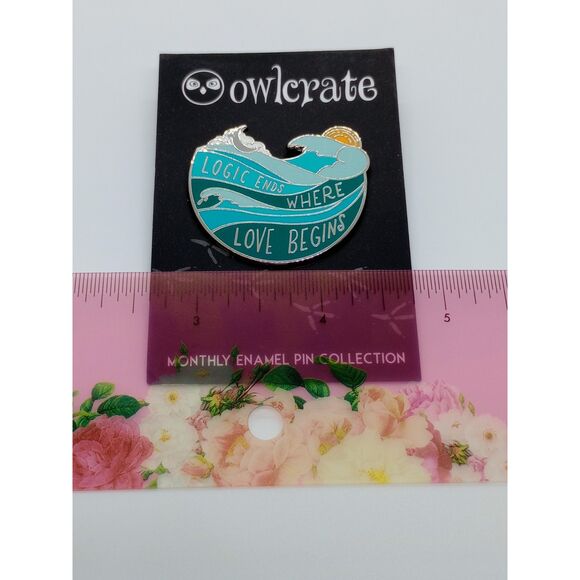 owlcrate
LOGIC ENDS
WHERE
LOVE BEGINS
3 4 5
MONTHLY ENAMEL PIN COLLECTION